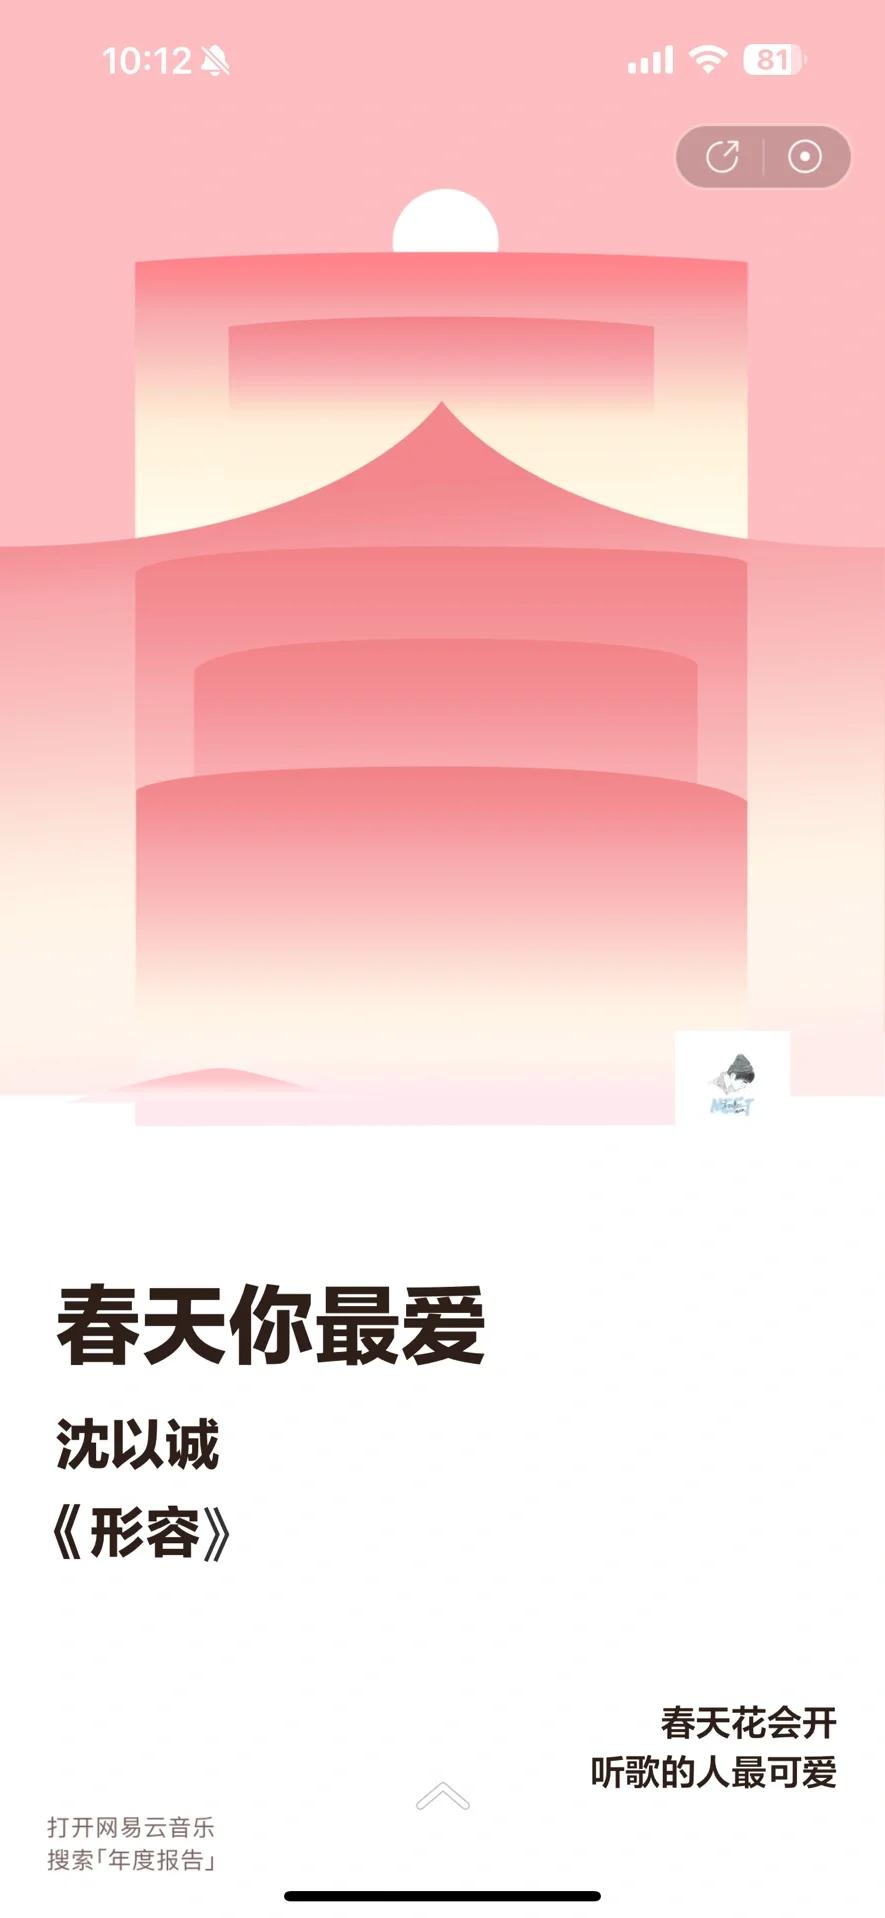 10:12
81
春天你最爱
沈以诚
《形容》
春天花会开
听歌的人最可爱
打开网易云音乐
搜索「年度报告」